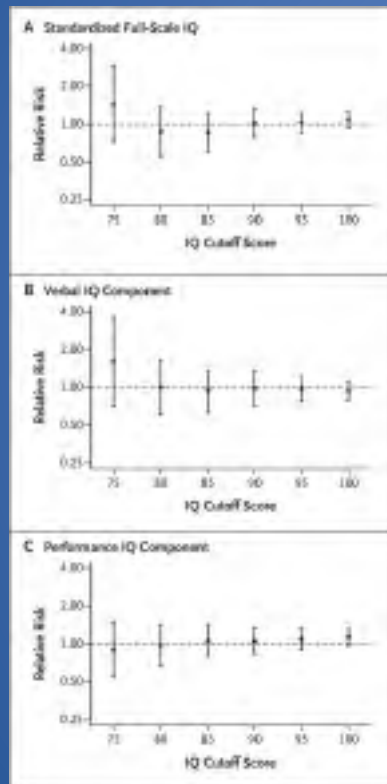 A Standardized Full-Scale IQ
4.00
2.00
1.00
0.50
0.25
Relative Risk
75 80 85 90 95 100
IQ Cutoff Score
B Verbal IQ Component
4.00
2.00
1.00
0.50
0.25
Relative Risk
75 80 85 90 95 100
IQ Cutoff Score
C Performance IQ Component
4.00
2.00
1.00
0.50
0.25
Relative Risk
75 80 85 90 95 100
IQ Cutoff Score